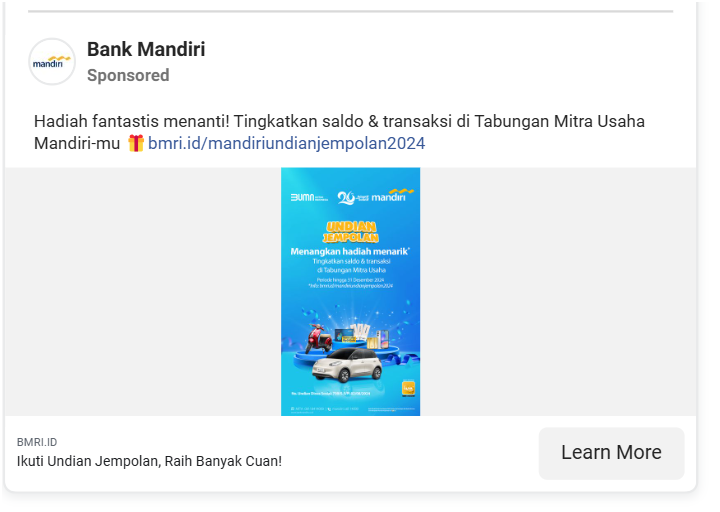 mandiri
Bank Mandiri
Sponsored
Hadiah fantastis menanti! Tingkatkan saldo & transaksi di Tabungan Mitra Usaha
Mandiri-mu 🎁 bmri.id/mandiriundianjempolan2024
BUMN
mandiri
UNDIAN
JEMPOLAN
Menangkan hadiah menarik*
Tingkatkan saldo & transaksi
di Tabungan Mitra Usaha
Periode hingga 31 Desember 2024
*Info bmri.id/mandiriundianjempolan2024
BMRI.ID
Ikuti Undian Jempolan, Raih Banyak Cuan!
Learn More